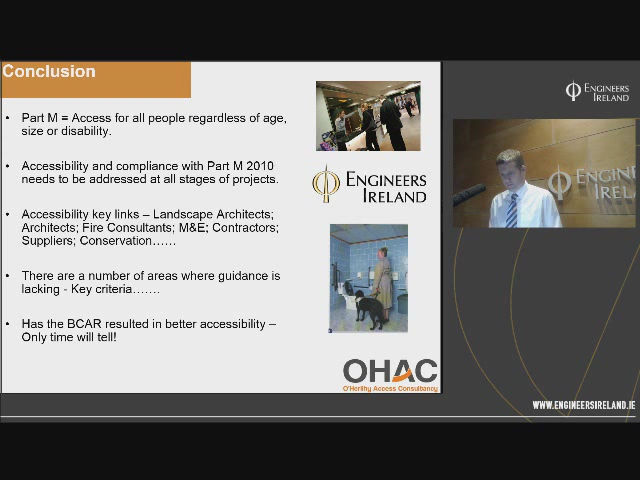 Conclusion
• Part M = Access for all people regardless of age,
size or disability.
• Accessibility and compliance with Part M 2010
needs to be addressed at all stages of projects.
• Accessibility key links – Landscape Architects;
Architects; Fire Consultants; M&E; Contractors;
Suppliers; Conservation……
• There are a number of areas where guidance is
lacking - Key criteria…….
• Has the BCAR resulted in better accessibility –
Only time will tell!
ENGINEERS
IRELAND
OHAC
O'Herlihy Access Consultancy
ENGINEERS
IRELAND
ENGINE
IREL
WWW.ENGINEERSIRELAND.IE